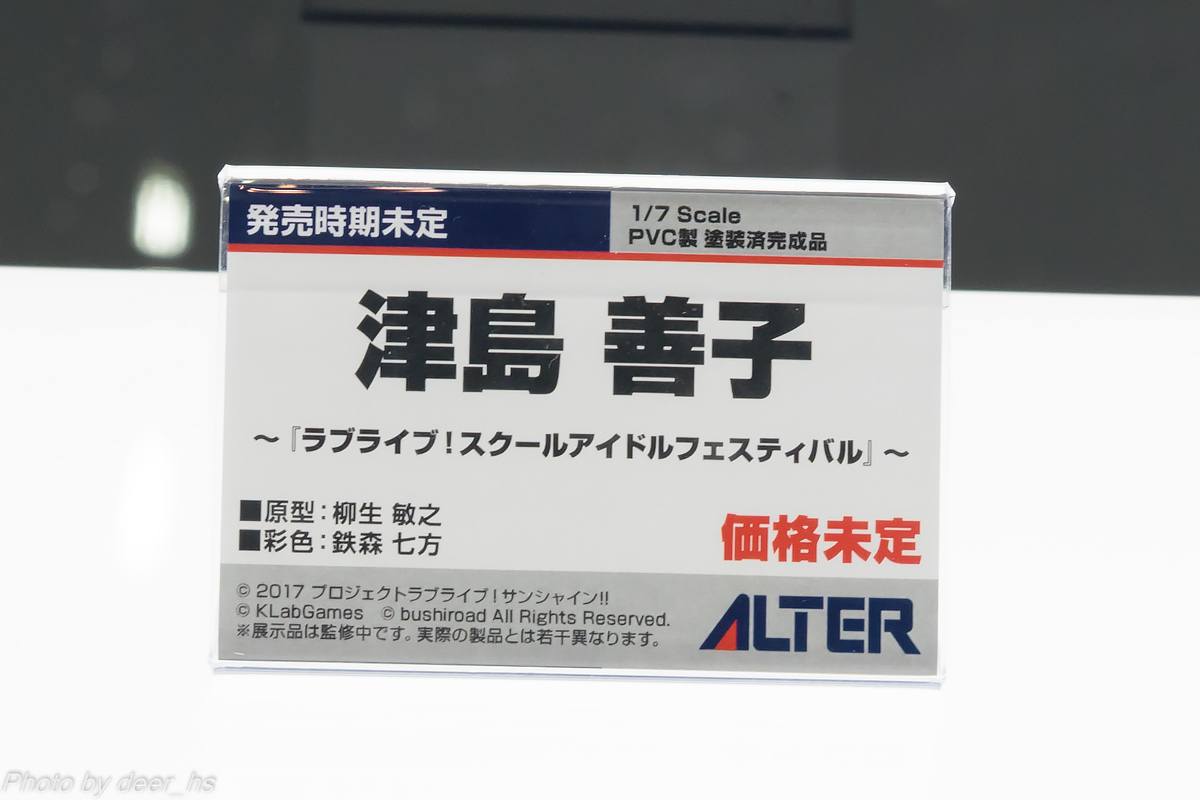 発売時期未定
1/7 Scale
PVC製 塗装済完成品
津島 善子
～『ラブライブ!スクールアイドルフェスティバル』～
■原型:柳生 敏之
■彩色:鉄森 七方
価格未定
© 2017 プロジェクトラブライブ!サンシャイン!!
© KLabGames © bushiroad All Rights Reserved.
※展示品は監修中です。実際の製品とは若干異なります。
ALTER
Photo by deer_hs